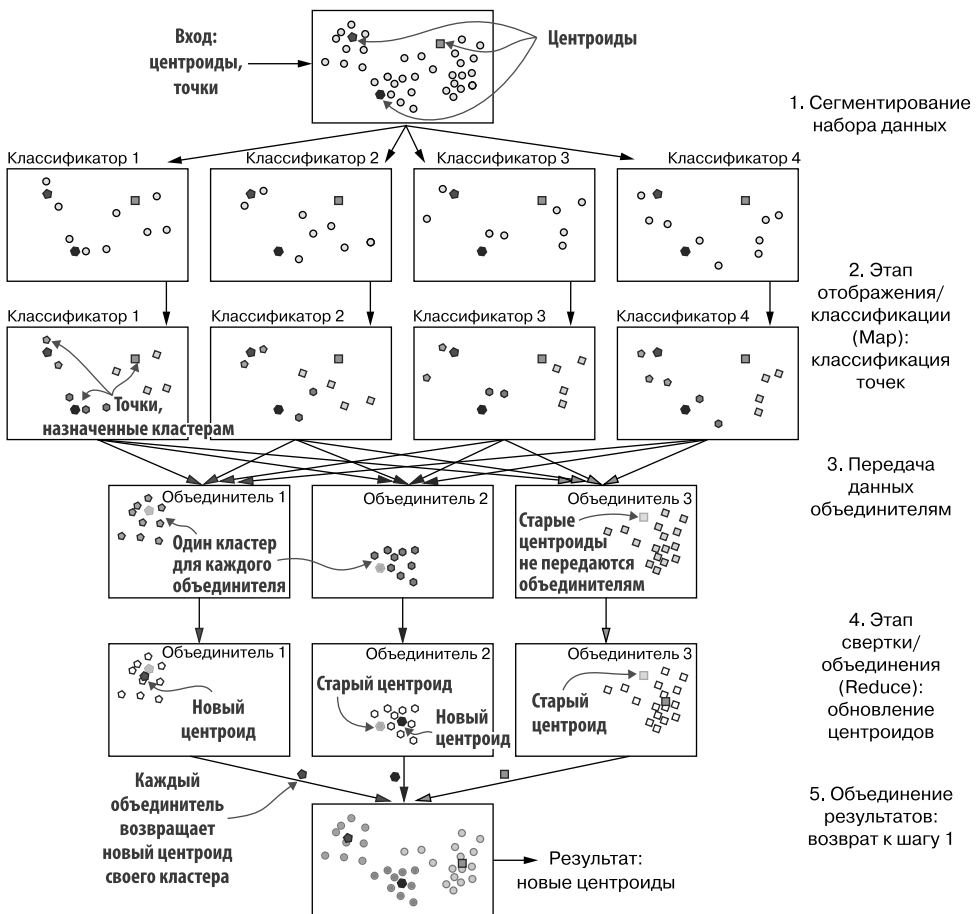 Вход:
центроиды,
точки
Центроиды
1. Сегментирование
набора данных
Классификатор 1
Классификатор 2
Классификатор 3
Классификатор 4
2. Этап
отображения/
классификации
(Map):
классификация
точек
Классификатор 1
Классификатор 2
Классификатор 3
Классификатор 4
Точки,
назначенные кластерам
3. Передача
данных
объединителям
Объединитель 1
Объединитель 2
Объединитель 3
Один кластер
для каждого
объединителя
Старые
центроиды
не передаются
объединителям
4. Этап
свертки/
объединения
(Reduce):
обновление
центроидов
Объединитель 1
Объединитель 2
Объединитель 3
Новый
центроид
Старый центроид
Новый
центроид
Старый
центроид
Каждый
объединитель
возвращает
новый центроид
своего кластера
5. Объединение
результатов:
возврат к шагу 1
Результат:
новые центроиды